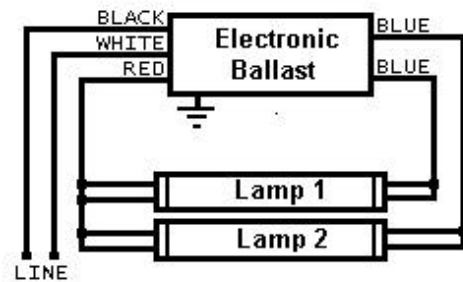 BLACK
WHITE
RED
Electronic
Ballast
BLUE
BLUE
Lamp 1
Lamp 2
LINE